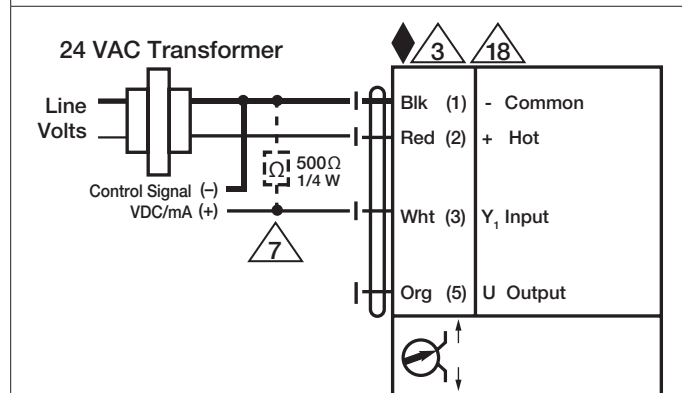 24 VAC Transformer
3 18
Line
Volts
Blk (1) - Common
Red (2) + Hot
Ω 500Ω
1/4 W
Control Signal (–)
VDC/mA (+)
Wht (3) Y1 Input
7
Org (5) U Output